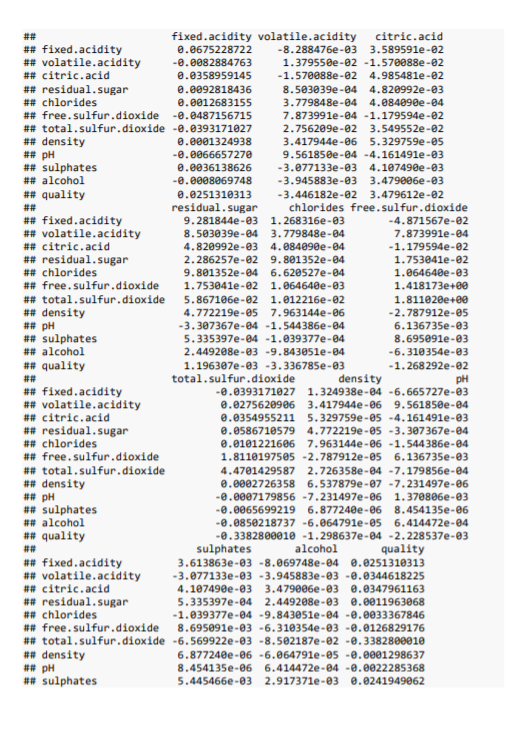 ##                      fixed.acidity volatile.acidity   citric.acid
## fixed.acidity         0.0675228722    -8.288476e-03  3.589591e-02
## volatile.acidity     -0.0082884763     1.379550e-02 -1.570088e-02
## citric.acid           0.0358959145    -1.570088e-02  4.985481e-02
## residual.sugar        0.0092818436     8.503039e-04  4.820992e-03
## chlorides             0.0012683155     3.779848e-04  4.084090e-04
## free.sulfur.dioxide  -0.0487156715     7.873991e-04 -1.179594e-02
## total.sulfur.dioxide -0.0393171027     2.756209e-02  3.549552e-02
## density               0.0001324938     3.417944e-06  5.329759e-05
## pH                   -0.0066657270     9.561850e-04 -4.161491e-03
## sulphates             0.0036138626    -3.077133e-03  4.107490e-03
## alcohol              -0.0008069748    -3.945883e-03  3.479006e-03
## quality               0.0251310313    -3.446182e-02  3.479612e-02
##                      residual.sugar     chlorides free.sulfur.dioxide
## fixed.acidity          9.281844e-03  1.268316e-03       -4.871567e-02
## volatile.acidity       8.503039e-04  3.779848e-04        7.873991e-04
## citric.acid            4.820992e-03  4.084090e-04       -1.179594e-02
## residual.sugar         2.286257e-02  9.801352e-04        1.753041e-02
## chlorides              9.801352e-04  6.620527e-04        1.064640e-03
## free.sulfur.dioxide    1.753041e-02  1.064640e-03        1.418173e+00
## total.sulfur.dioxide   5.867106e-02  1.012216e-02        1.811020e+00
## density                4.772219e-05  7.963144e-06       -2.787912e-05
## pH                    -3.307367e-04 -1.544386e-04        6.136735e-03
## sulphates              5.335397e-04 -1.039377e-04        8.695091e-03
## alcohol                2.449208e-03 -9.843051e-04       -6.310354e-03
## quality                1.196307e-03 -3.336785e-03       -1.268292e-02
##                      total.sulfur.dioxide       density            pH
## fixed.acidity               -0.0393171027  1.324938e-04 -6.665727e-03
## volatile.acidity             0.0275620906  3.417944e-06  9.561850e-04
## citric.acid                  0.0354955211  5.329759e-05 -4.161491e-03
## residual.sugar               0.0586710579  4.772219e-05 -3.307367e-04
## chlorides                    0.0101221606  7.963144e-06 -1.544386e-04
## free.sulfur.dioxide          1.8110197505 -2.787912e-05  6.136735e-03
## total.sulfur.dioxide         4.4701429587  2.726358e-04 -7.179856e-04
## density                      0.0002726358  6.537879e-07 -7.231497e-06
## pH                          -0.0007179856 -7.231497e-06  1.370806e-03
## sulphates                   -0.0065699219  6.877240e-06  8.454135e-06
## alcohol                     -0.0850218737 -6.064791e-05  6.414472e-04
## quality                     -0.3382800010 -1.298637e-04 -2.228537e-03
##                          sulphates       alcohol       quality
## fixed.acidity         3.613863e-03 -8.069748e-04  0.0251310313
## volatile.acidity     -3.077133e-03 -3.945883e-03 -0.0344618225
## citric.acid           4.107490e-03  3.479006e-03  0.0347961163
## residual.sugar        5.335397e-04  2.449208e-03  0.0011963068
## chlorides            -1.039377e-04 -9.843051e-04 -0.0033367846
## free.sulfur.dioxide   8.695091e-03 -6.310354e-03 -0.0126829176
## total.sulfur.dioxide -6.569922e-03 -8.502187e-02 -0.3382800010
## density               6.877240e-06 -6.064791e-05 -0.0001298637
## pH                    8.454135e-06  6.414472e-04 -0.0022285368
## sulphates             5.445466e-03  2.917371e-03  0.0241949062